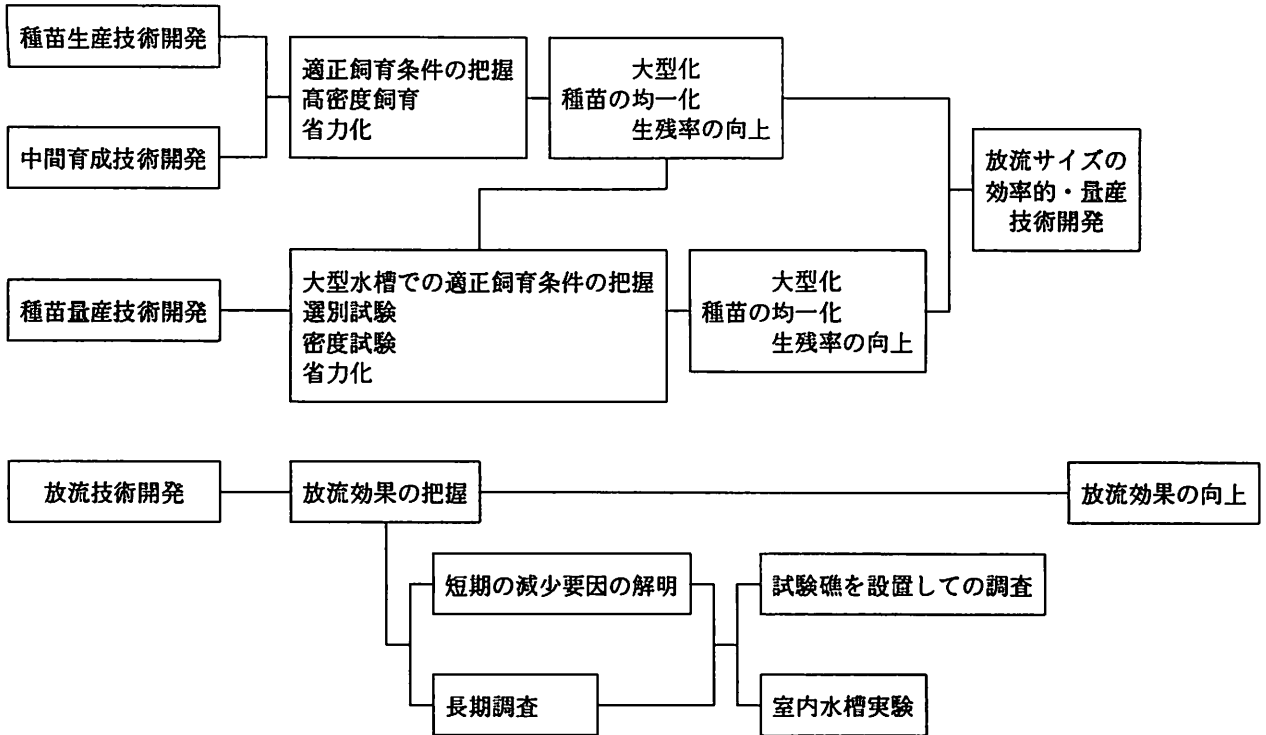 種苗生産技術開発
中間育成技術開発
適正飼育条件の把握
高密度飼育
省力化
大型化
種苗の均一化
生残率の向上
放流サイズの
効率的・量産
技術開発
種苗量産技術開発
大型水槽での適正飼育条件の把握
選別試験
密度試験
省力化
大型化
種苗の均一化
生残率の向上
放流技術開発
放流効果の把握
放流効果の向上
短期の減少要因の解明
試験礁を設置しての調査
長期調査
室内水槽実験